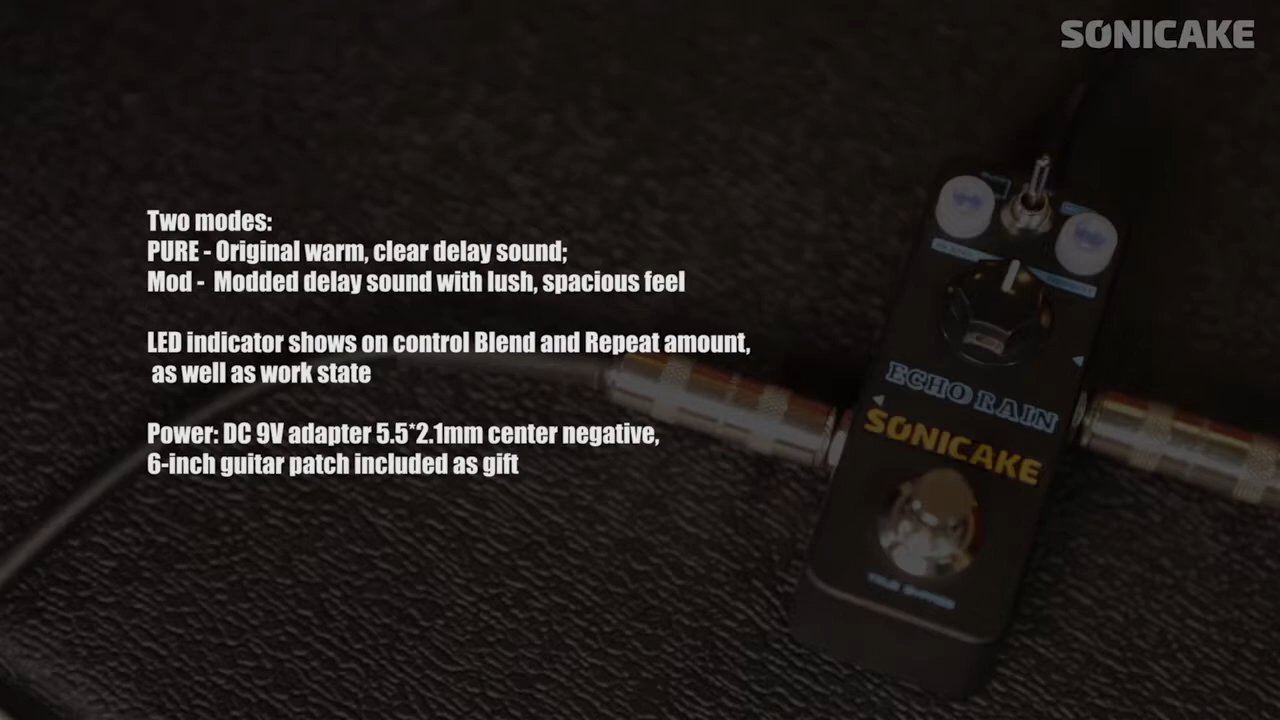 SONICAKE
Two modes:
PURE - Original warm, clear delay sound;
Mod - Modded delay sound with lush, spacious feel
LED indicator shows on control Blend and Repeat amount,
as well as work state
Power: DC 9V adapter 5.5*2.1mm center negative,
6-inch guitar patch included as gift
ECHO RAIN
SONICAKE
TRUE BYPASS